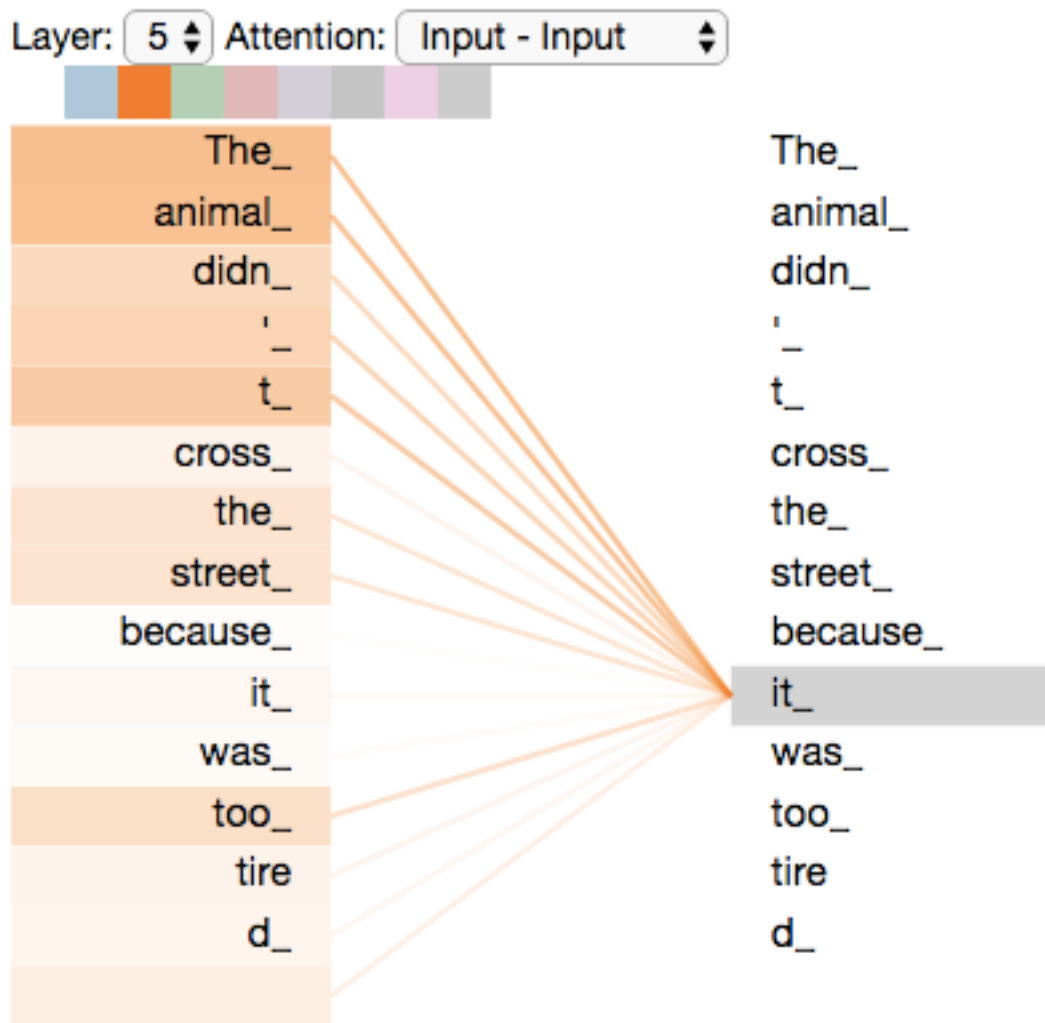 Layer: 5 Attention: Input - Input
The_ The_
animal_ animal_
didn_ didn_
'_ '_
t_ t_
cross_ cross_
the_ the_
street_ street_
because_ because_
it_ it_
was_ was_
too_ too_
tire tire
d_ d_